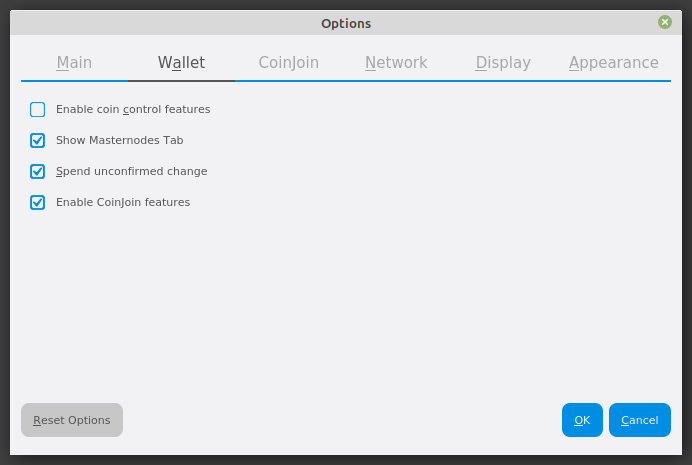 Options
Main Wallet CoinJoin Network Display Appearance
Enable coin control features
Show Masternodes Tab
Spend unconfirmed change
Enable CoinJoin features
Reset Options OK Cancel